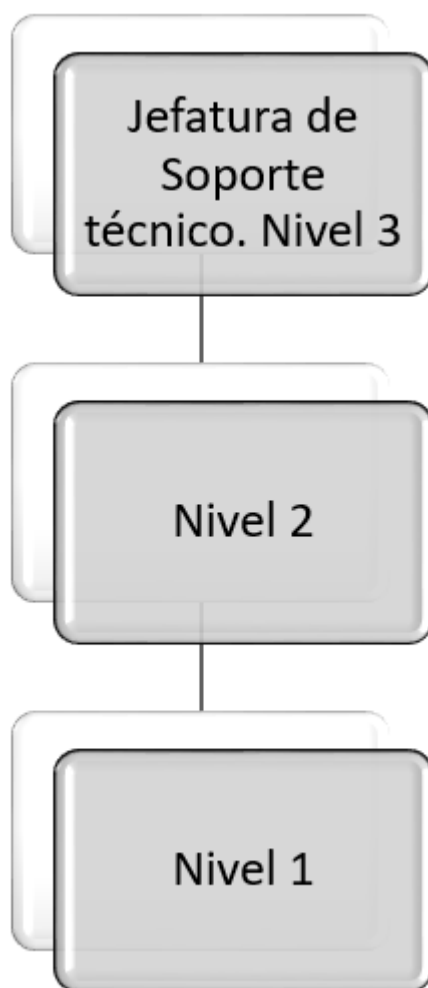 Jefatura de
Soporte
técnico. Nivel 3
Nivel 2
Nivel 1